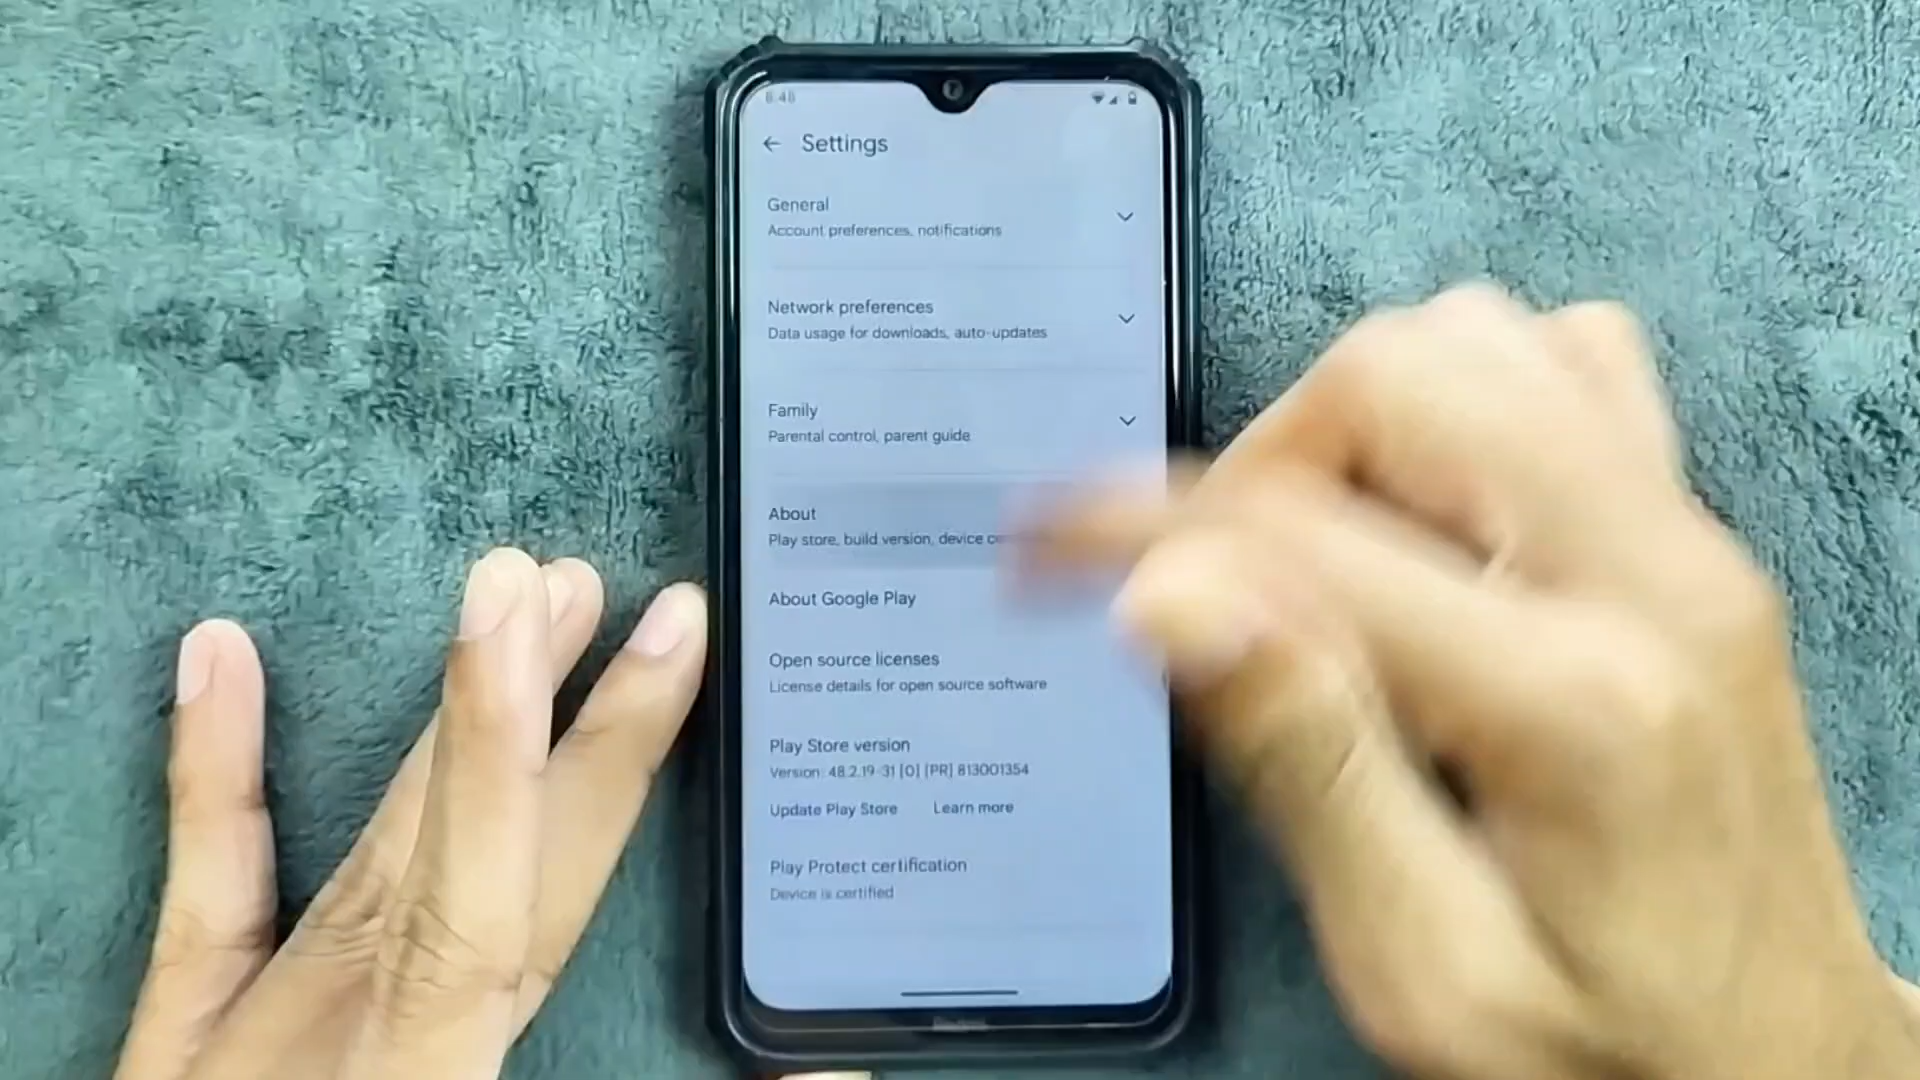 8:48
Settings
General
Account preferences, notifications
Network preferences
Data usage for downloads, auto-updates
Family
Parental control, parent guide
About
Play store, build version, device
About Google Play
Open source licenses
License details for open source software
Play Store version
Version: 48.2.19-31 [0] [PR] 813001354
Update Play Store Learn more
Play Protect certification
Device is certified